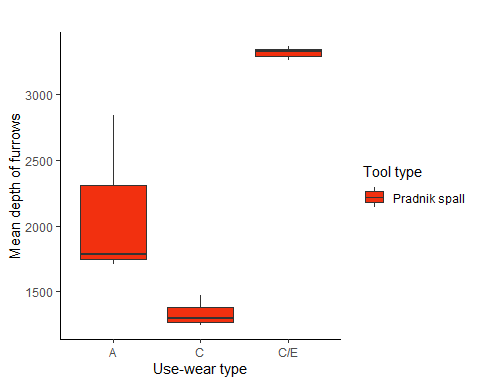 Mean depth of furrows
3000
2500
2000
1500
A C C/E
Use-wear type
Tool type
Pradnik spall